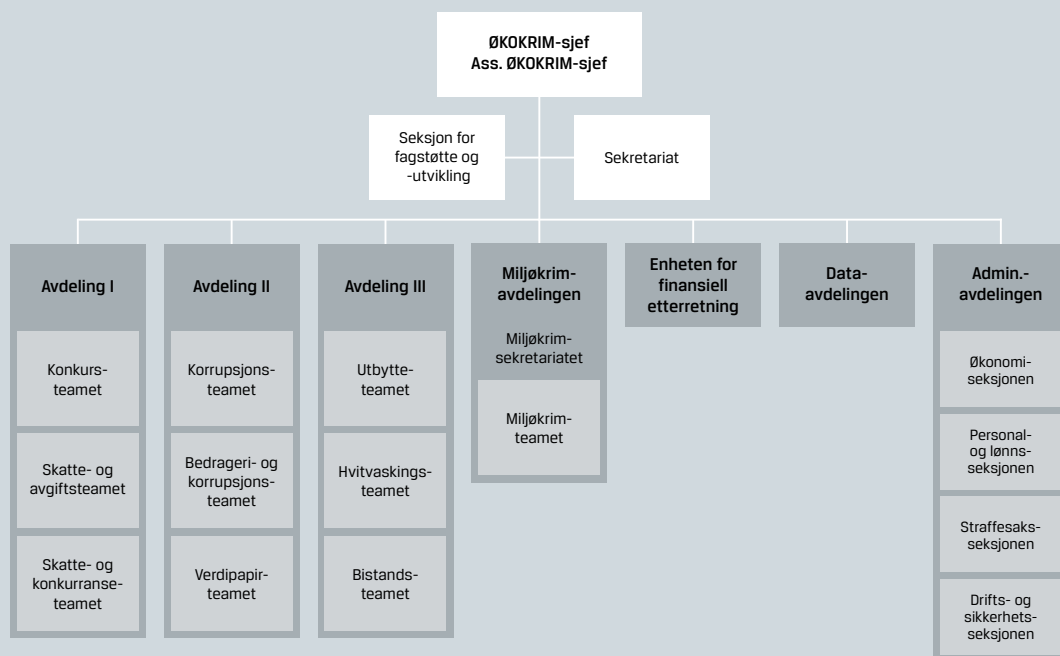 ØKOKRIM-sjef
Ass. ØKOKRIM-sjef
Seksjon for
fagstøtte og
-utvikling
Sekretariat
Avdeling I
Konkurs-
teamet
Skatte- og
avgiftsteamet
Skatte- og
konkurranse-
teamet
Avdeling II
Korrupsjons-
teamet
Bedrageri- og
korrupsjons-
teamet
Verdipapir-
teamet
Avdeling III
Utbytte-
teamet
Hvitvaskings-
teamet
Bistands-
teamet
Miljøkrim-
avdelingen
Miljøkrim-
sekretariatet
Miljøkrim-
teamet
Enheten for
finansiell
etterretning
Data-
avdelingen
Admin.-
avdelingen
Økonomi-
seksjonen
Personal-
og lønns-
seksjonen
Straffesaks-
seksjonen
Drifts- og
sikkerhets-
seksjonen